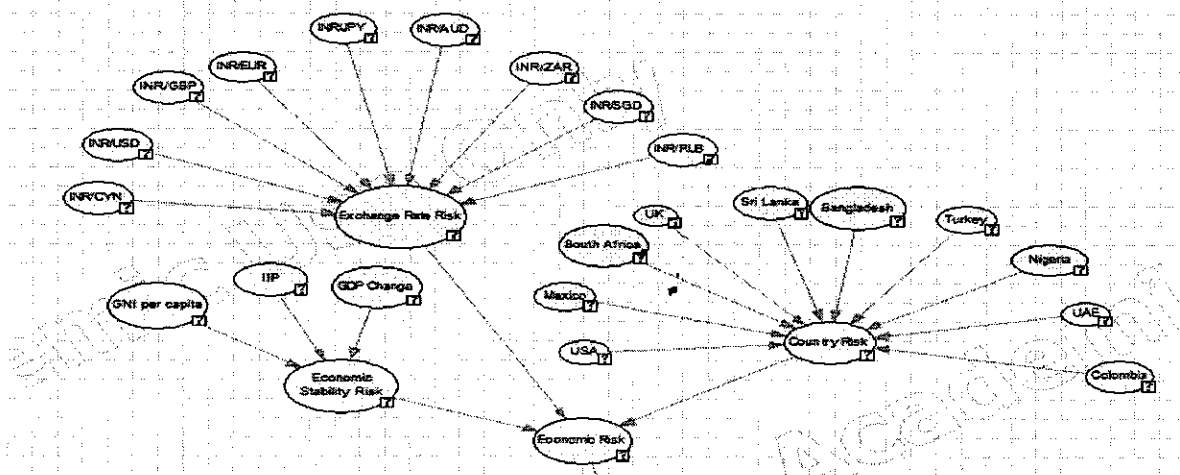 INR/JPY
INR/AUD
INR/EUR
INR/ZAR
INR/GBP
INR/SGD
INR/USD
INR/RLB
INR/CYN
Exchange Rate Risk
Sri Lanka
Bangladesh
UK
Turkey
South Africa
Nigeria
IIP
GDP Change
GNI per capita
Mexico
UAE
Country Risk
USA
Economic
Stability Risk
Colombia
Economic Risk